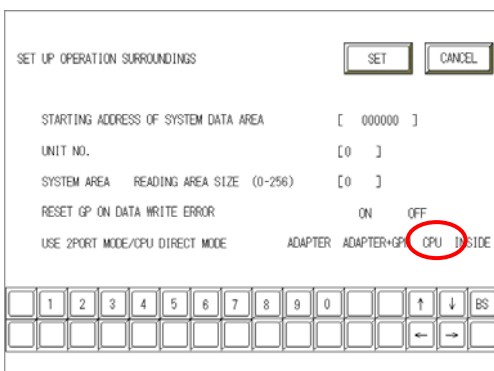 SET UP OPERATION SURROUNDINGS SET CANCEL
STARTING ADDRESS OF SYSTEM DATA AREA [ 000000 ]
UNIT NO. [0 ]
SYSTEM AREA READING AREA SIZE (0-256) [0 ]
RESET GP ON DATA WRITE ERROR ON OFF
USE 2PORT MODE/CPU DIRECT MODE ADAPTER ADAPTER+GPM CPU INSIDE
1 2 3 4 5 6 7 8 9 0 ↑ ↓ BS
← →